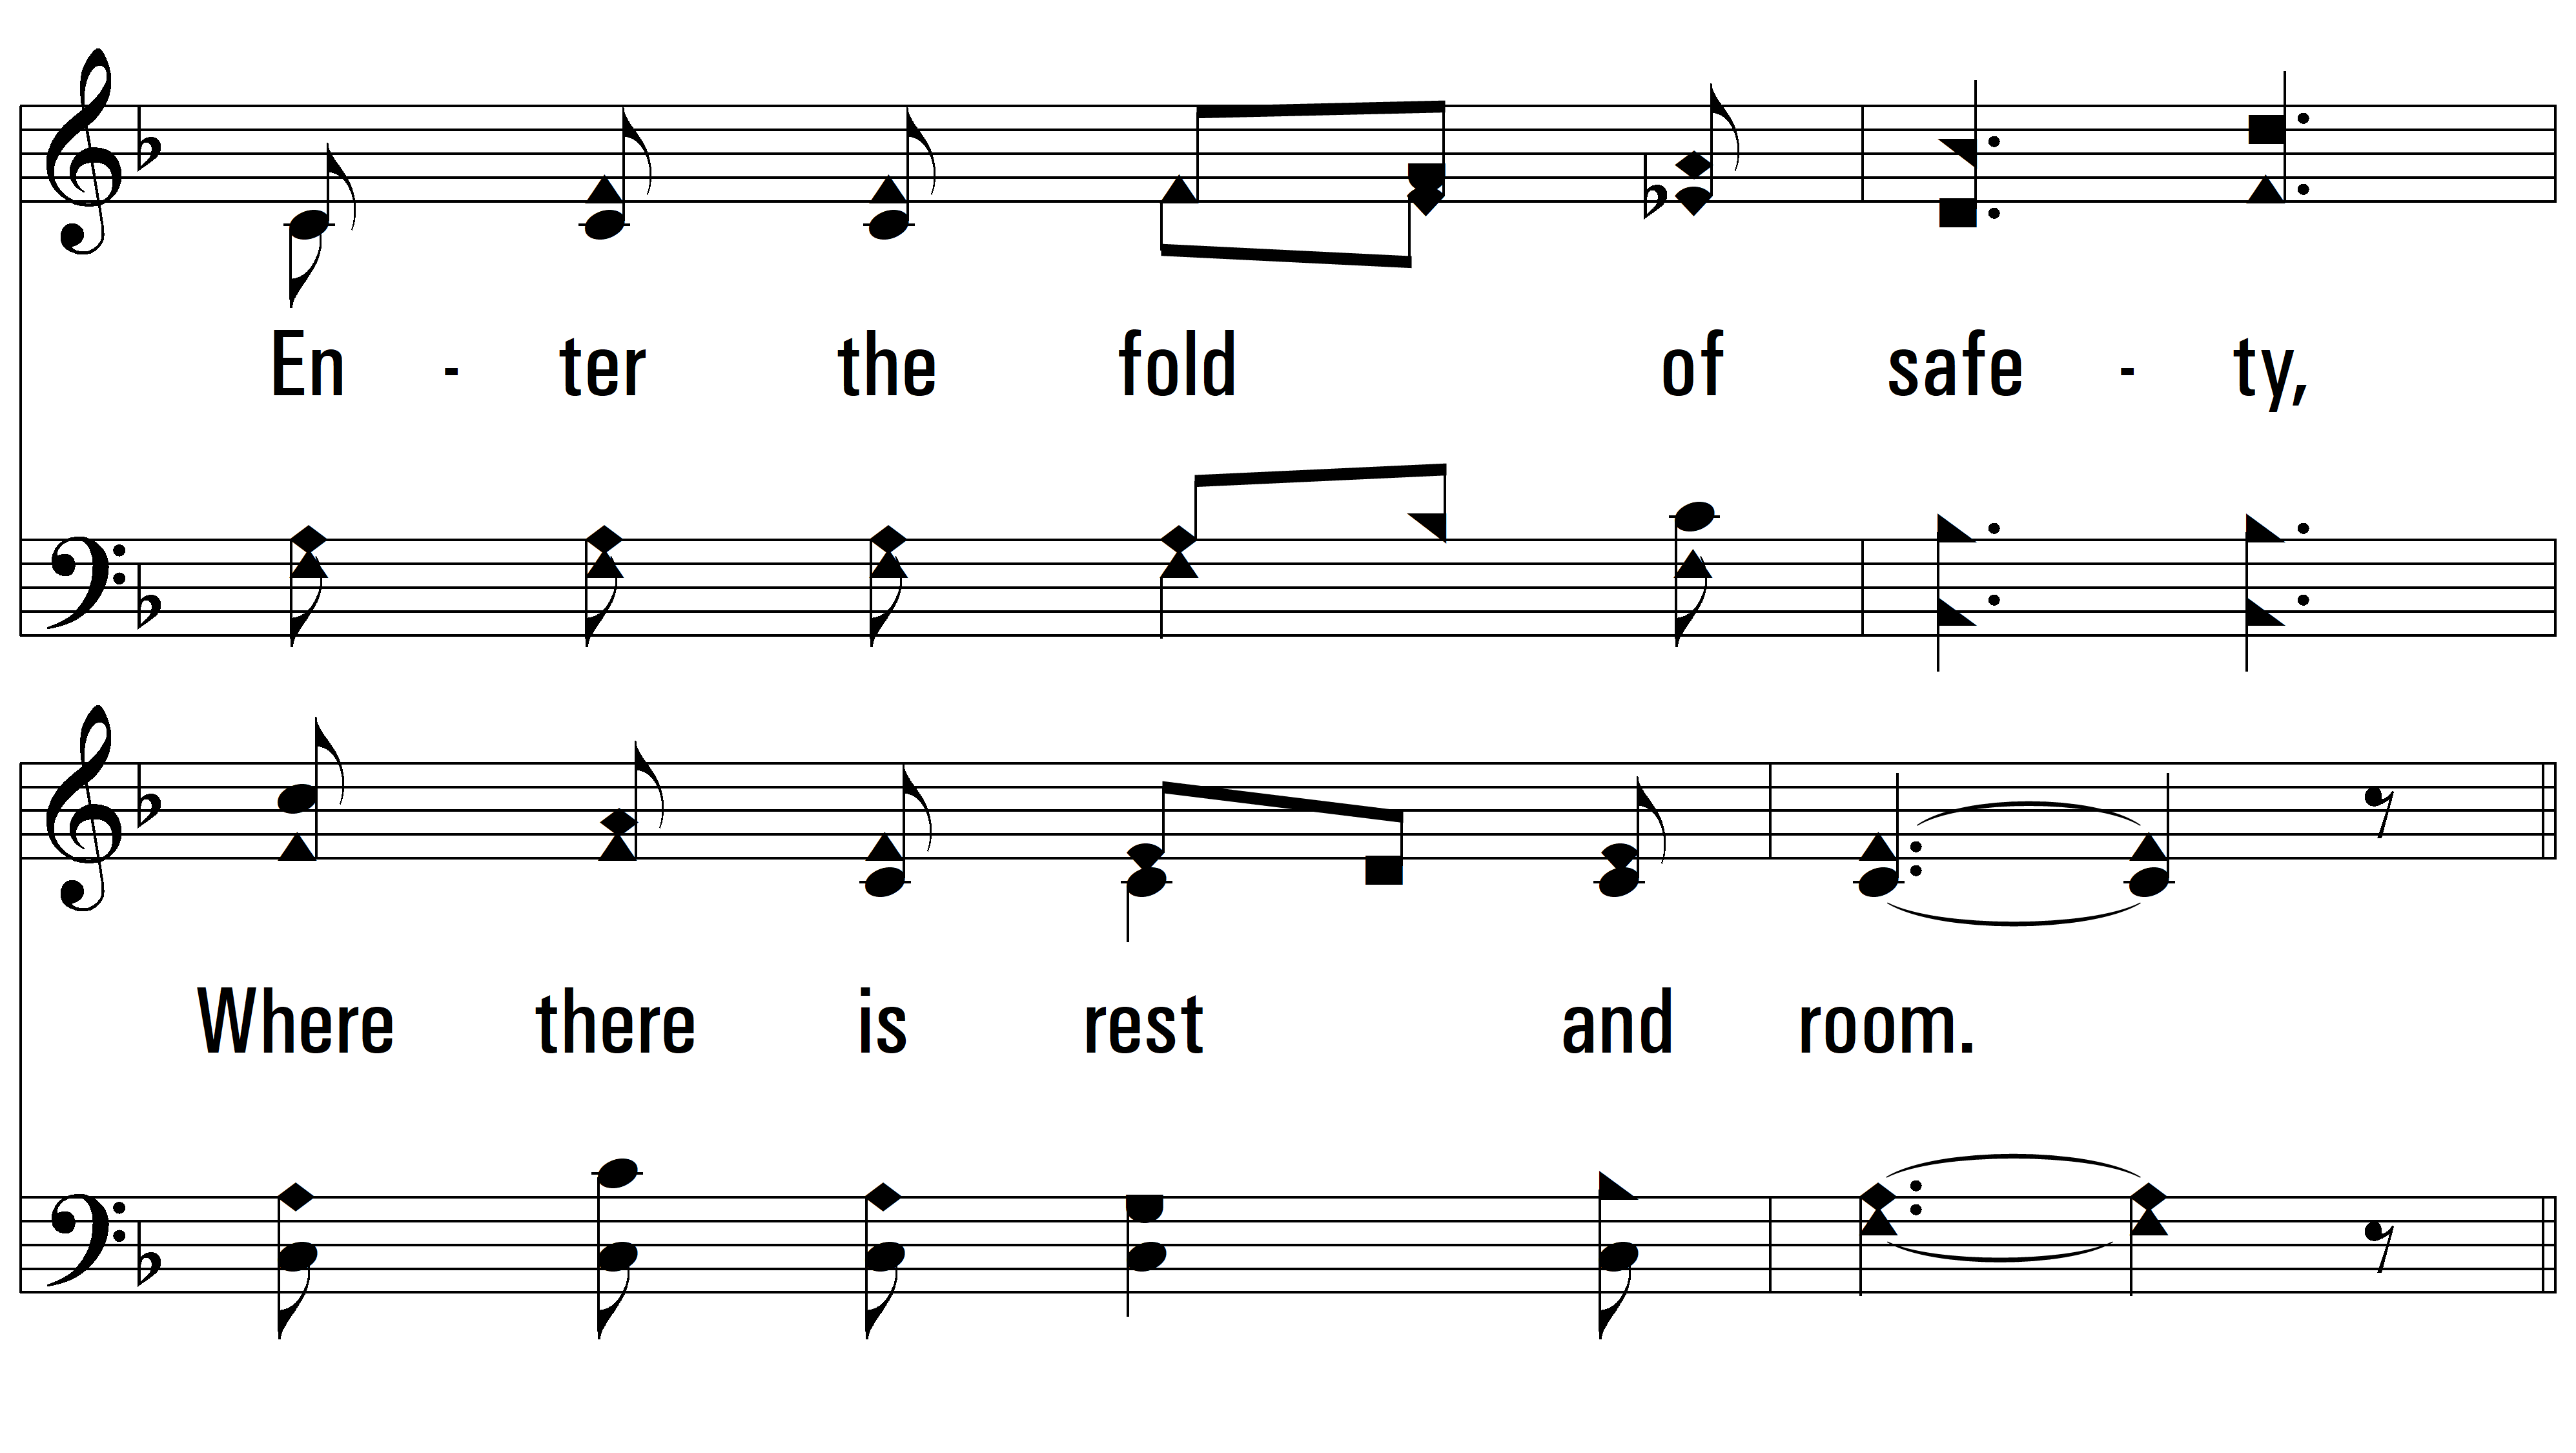 En - ter the fold of safe - ty,
Where there is rest and room.